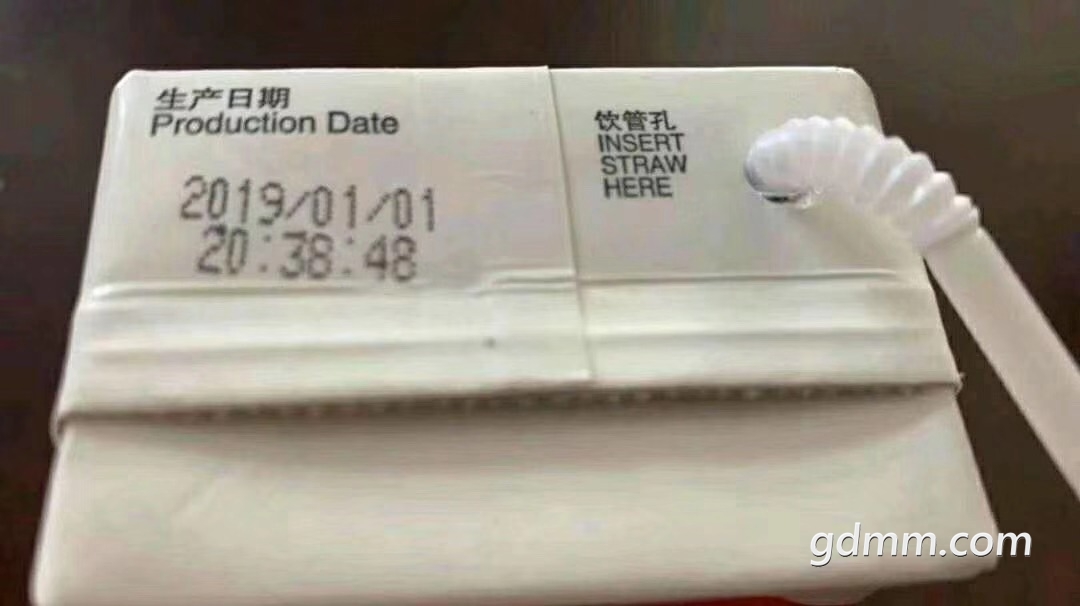 生产日期
Production Date
2019/01/01
20:38:48
饮管孔
INSERT
STRAW
HERE
gdmm.com